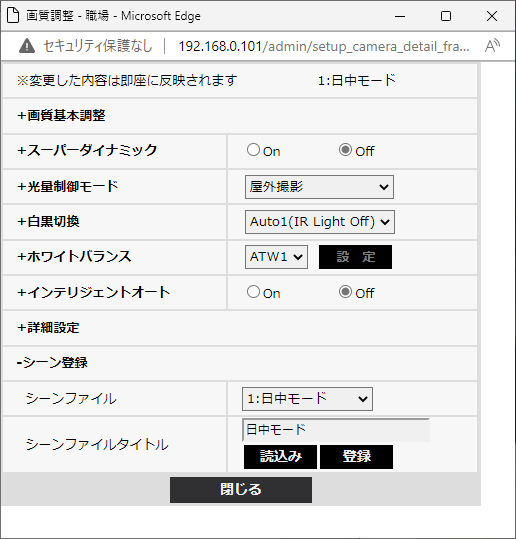 画質調整 - 職場 - Microsoft Edge
セキュリティ保護なし 192.168.0.101/admin/setup_camera_detail_fra...
※変更した内容は即座に反映されます 1:日中モード
+画質基本調整
+スーパーダイナミック On Off
+光量制御モード 屋外撮影
+白黒切換 Auto1(IR Light Off)
+ホワイトバランス ATW1 設 定
+インテリジェントオート On Off
+詳細設定
-シーン登録
シーンファイル 1:日中モード
シーンファイルタイトル 日中モード
読込み 登録
閉じる